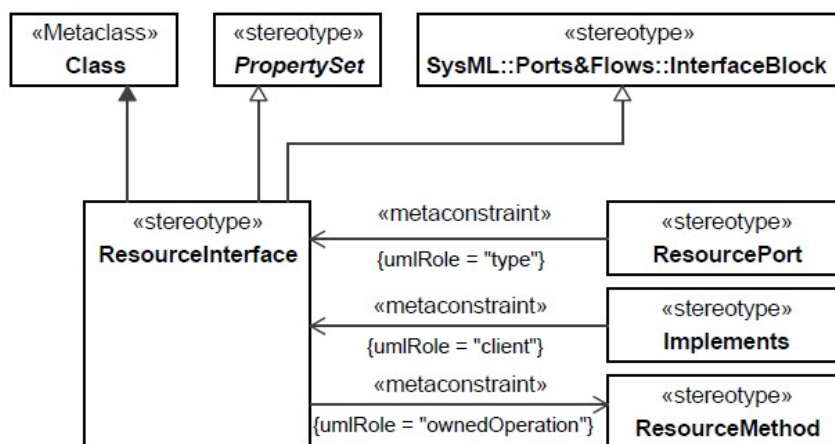 «Metaclass»
Class
«stereotype»
PropertySet
«stereotype»
SysML::Ports&Flows::InterfaceBlock
«stereotype»
ResourceInterface
«metaconstraint»
{umlRole = "type"}
«stereotype»
ResourcePort
«metaconstraint»
{umlRole = "client"}
«stereotype»
Implements
«metaconstraint»
{umlRole = "ownedOperation"}
«stereotype»
ResourceMethod